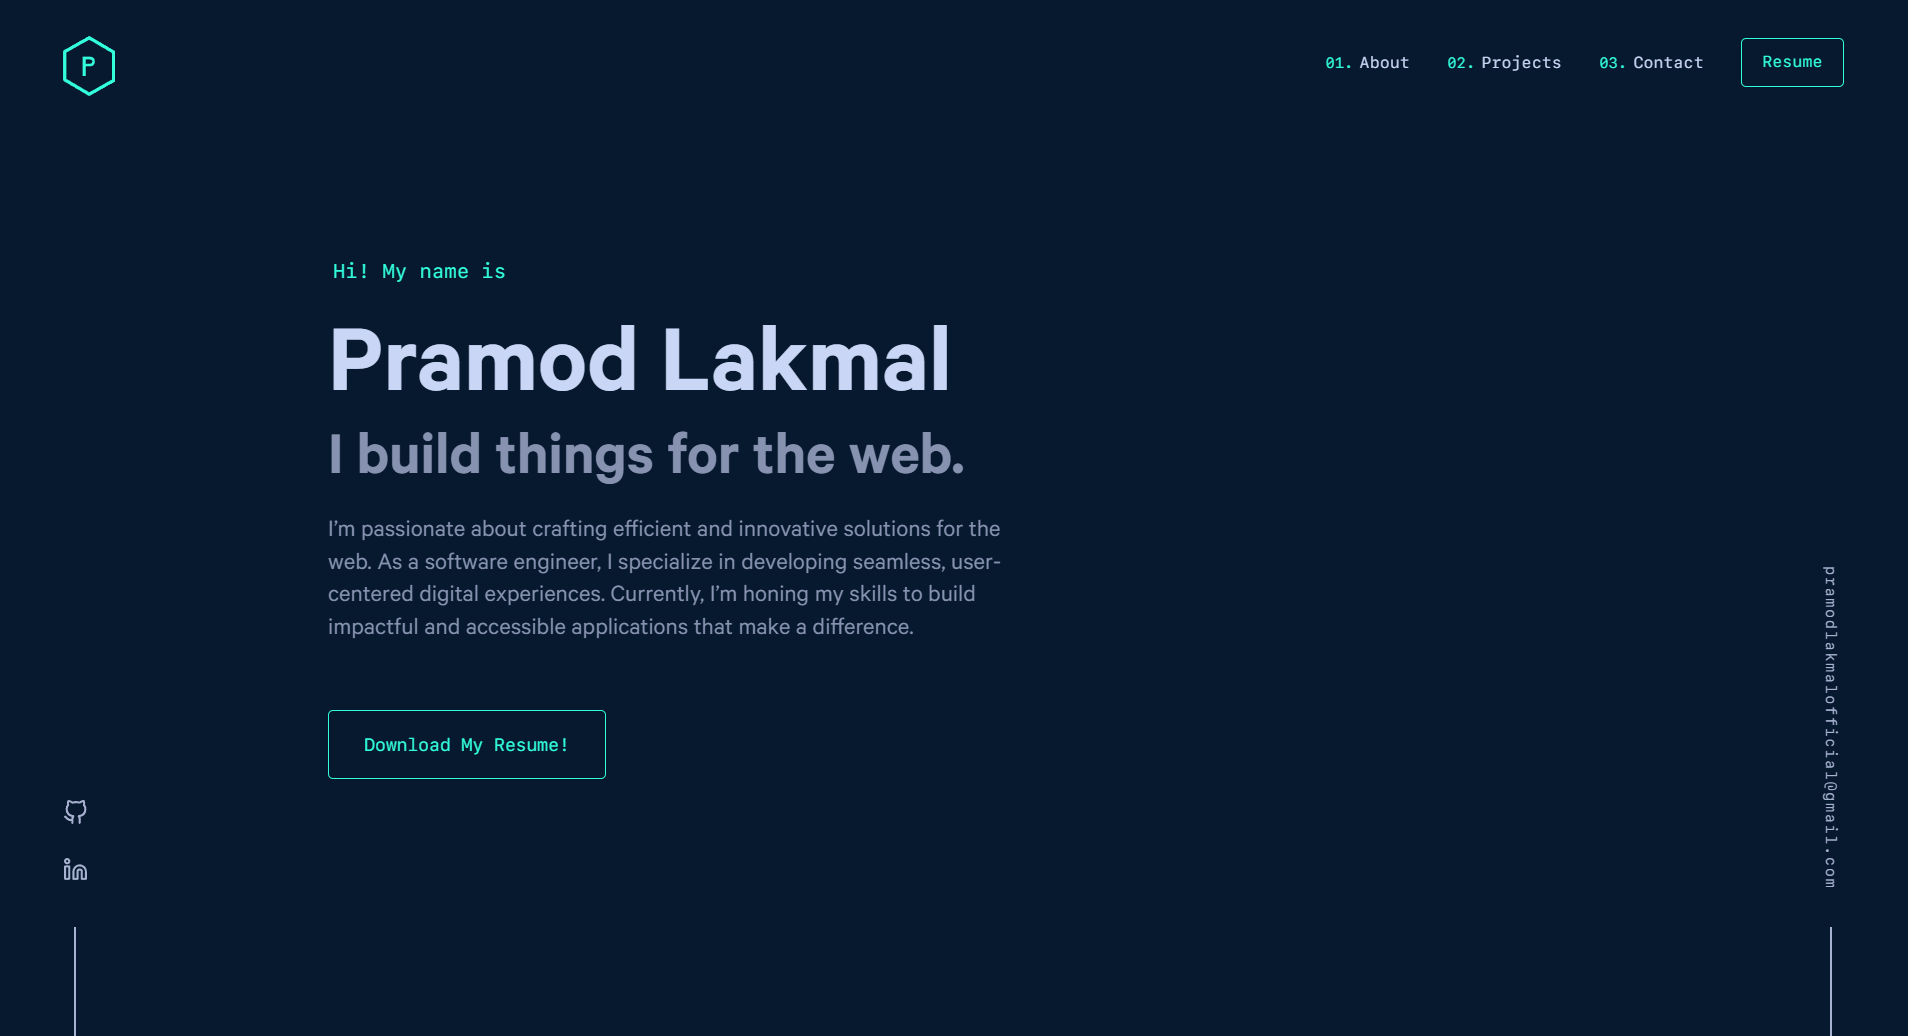 P
01. About 02. Projects 03. Contact Resume
Hi! My name is
Pramod Lakmal
I build things for the web.
I’m passionate about crafting efficient and innovative solutions for the
web. As a software engineer, I specialize in developing seamless, user-
centered digital experiences. Currently, I’m honing my skills to build
impactful and accessible applications that make a difference.
Download My Resume!
in
pramodlakmalofficial@gmail.com